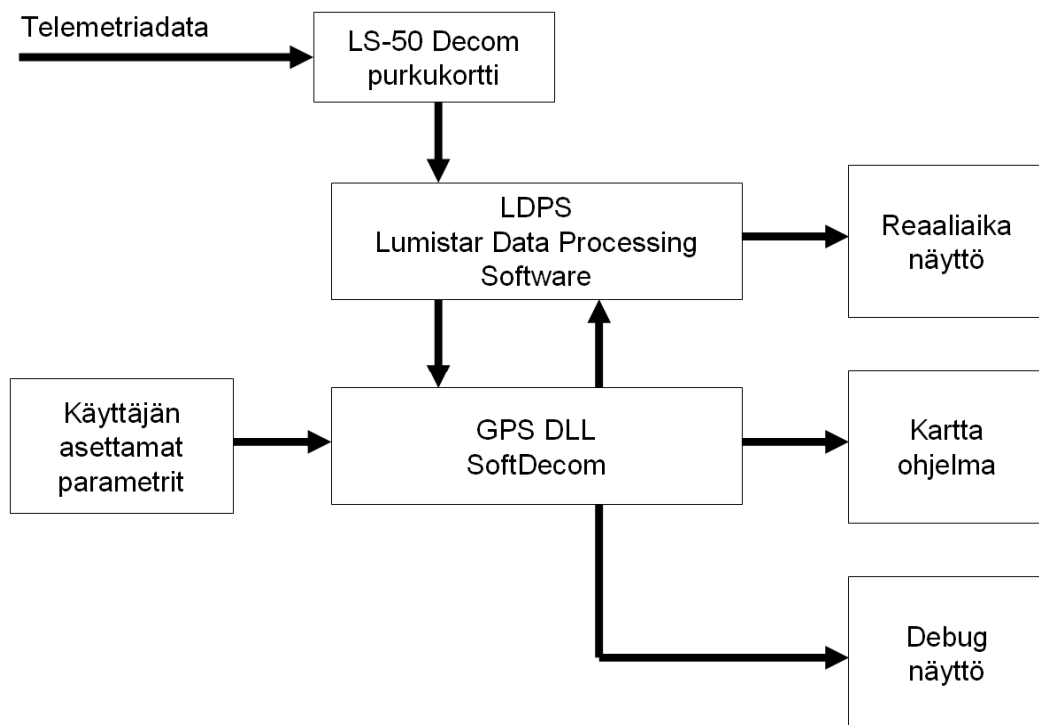 Telemetriadata
LS-50 Decom
purkukortti
LDPS
Lumistar Data Processing
Software
Reaaliaika
näyttö
Käyttäjän
asettamat
parametrit
GPS DLL
SoftDecom
Kartta
ohjelma
Debug
näyttö